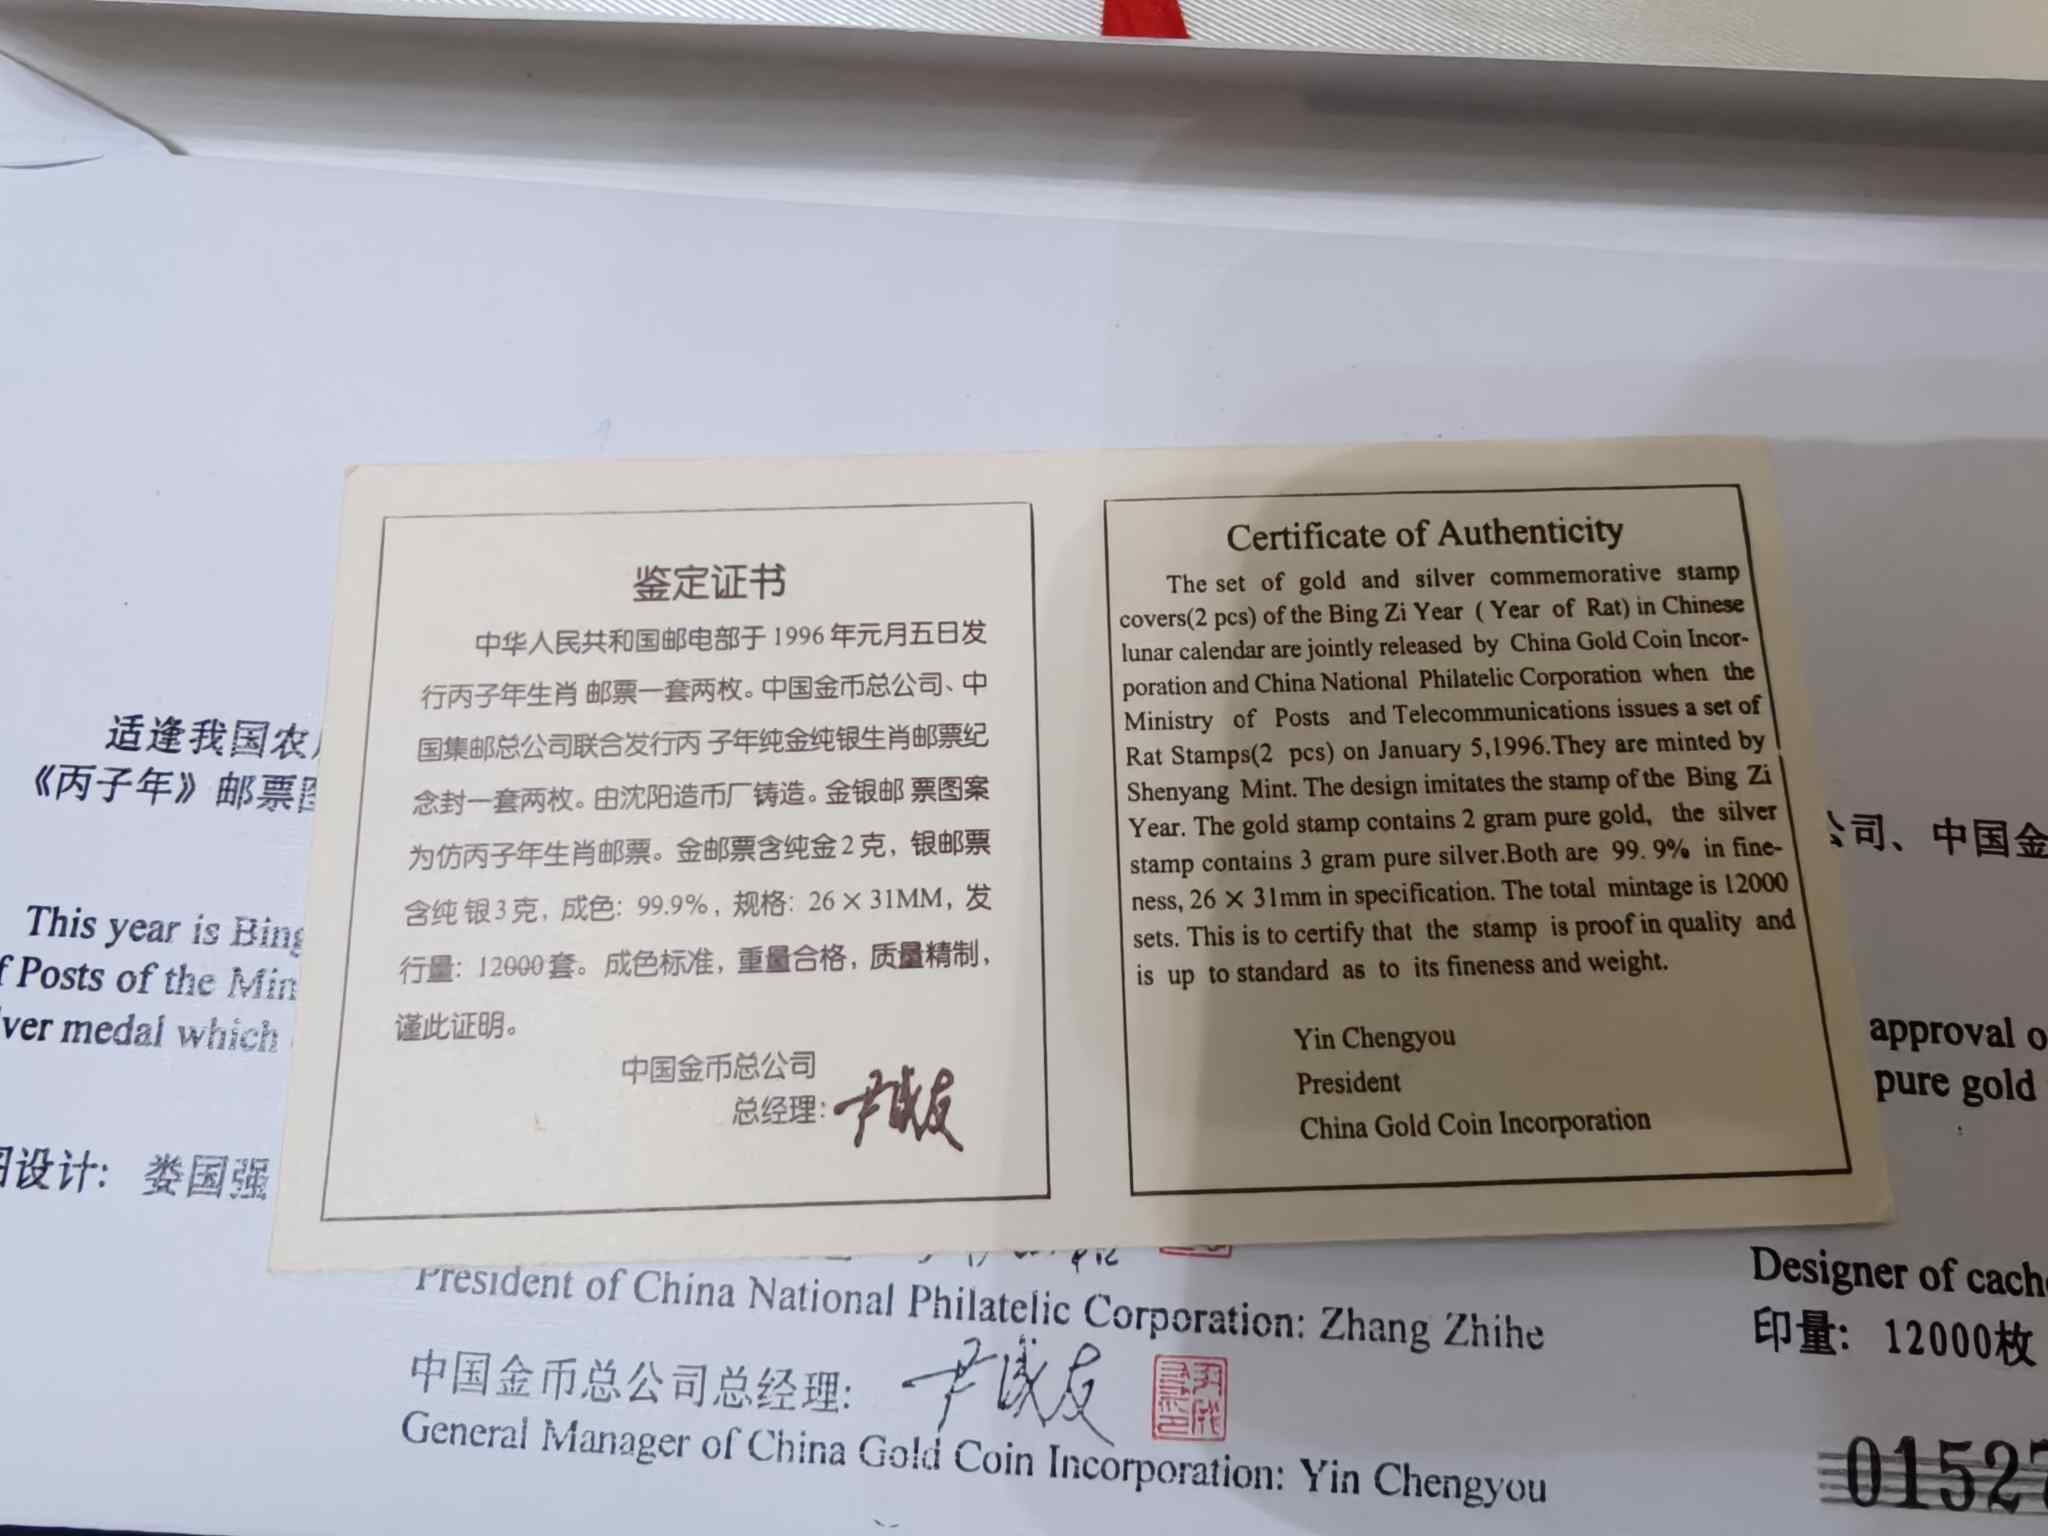 鉴定证书
中华人民共和国邮电部于1996年元月五日发
行丙子年生肖邮票一套两枚。中国金币总公司、中
国集邮总公司联合发行丙子年纯金纯银生肖邮票纪
念封一套两枚。由沈阳造币厂铸造。金银邮票图案
为仿丙子年生肖邮票。金邮票含纯金2克，银邮票
含纯银3克，成色：99.9%，规格：26×31MM，发
行量：12000套。成色标准，重量合格，质量精制，
谨此证明。
中国金币总公司
总经理：尹成友
Certificate of Authenticity
The set of gold and silver commemorative stamp
covers(2 pcs) of the Bing Zi Year ( Year of Rat) in Chinese
lunar calendar are jointly released by China Gold Coin Incor-
poration and China National Philatelic Corporation when the
Ministry of Posts and Telecommunications issues a set of
Rat Stamps(2 pcs) on January 5,1996.They are minted by
Shenyang Mint. The design imitates the stamp of the Bing Zi
Year. The gold stamp contains 2 gram pure gold, the silver
stamp contains 3 gram pure silver.Both are 99.9% in fine-
ness, 26 × 31mm in specification. The total mintage is 12000
sets. This is to certify that the stamp is proof in quality and
is up to standard as to its fineness and weight.
Yin Chengyou
President
China Gold Coin Incorporation
适逢我国农
《丙子年》邮票
This year is Bing
Posts of the Min
medal which
设计：娄国强
公司、中国金
approval
pure gold
President of China National Philatelic Corporation: Zhang Zhihe
中国金币总公司总经理：尹成友
General Manager of China Gold Coin Incorporation: Yin Chengyou
Designer of
印量：12000枚
01527